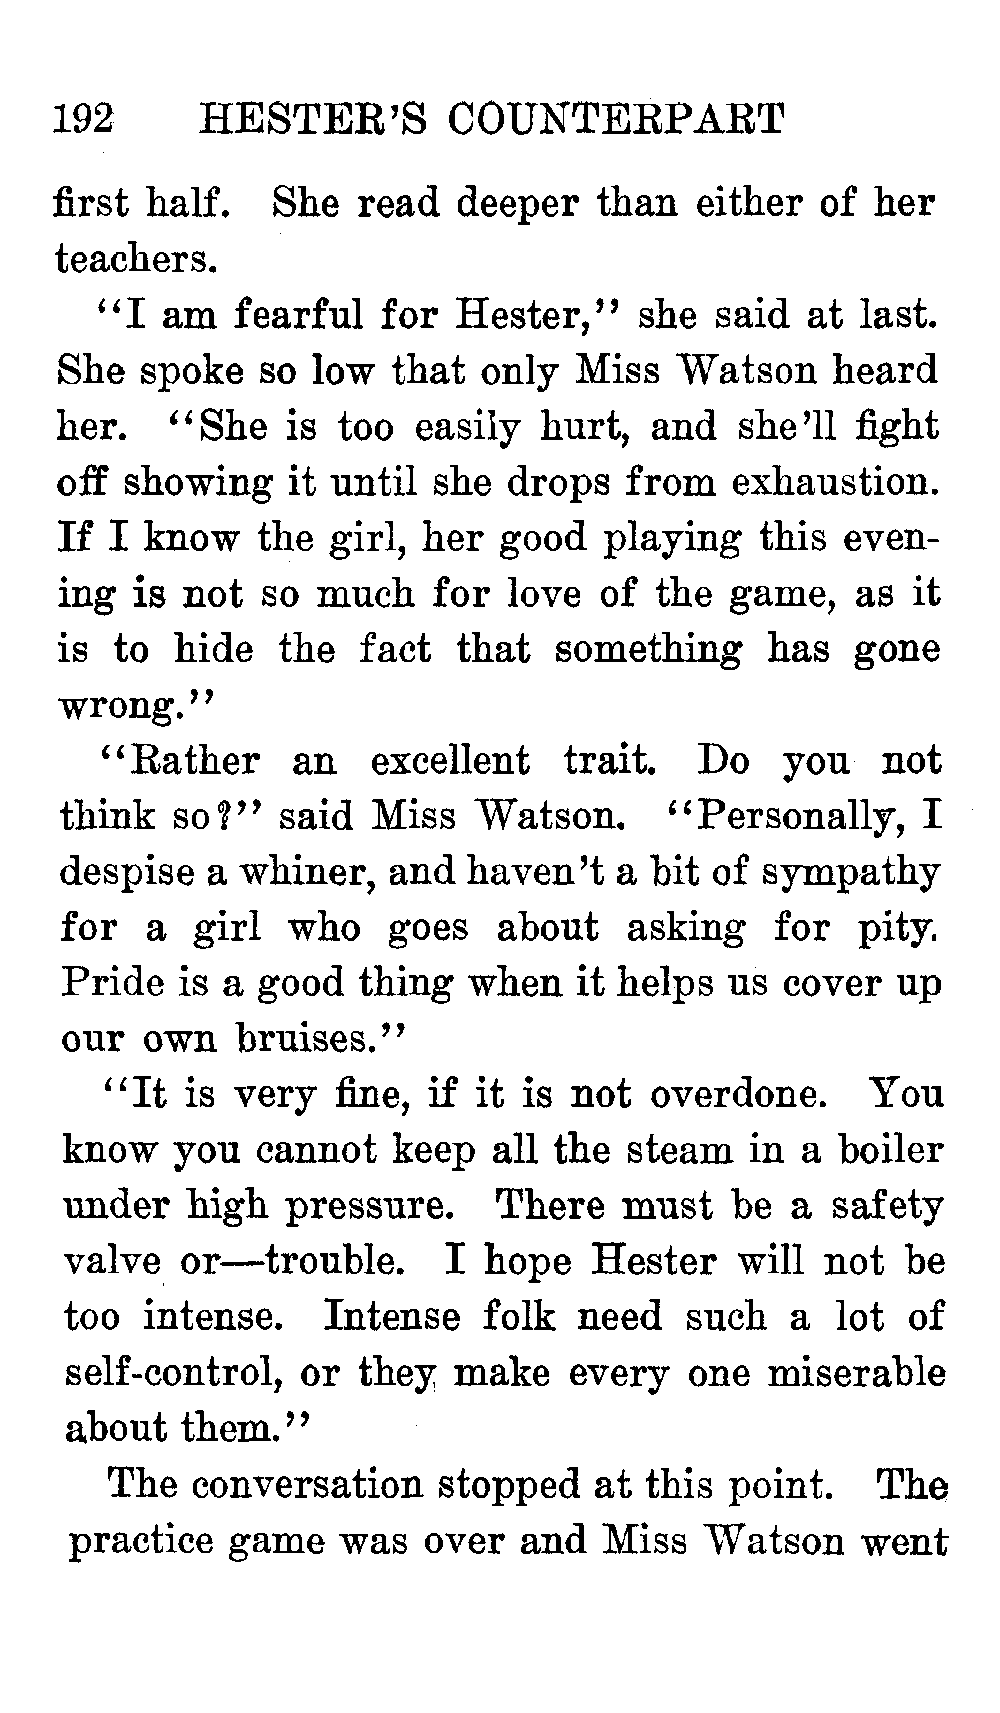 192 HESTER'S COUNTERPART
first half. She read deeper than either of her
teachers.
"I am fearful for Hester," she said at last.
She spoke so low that only Miss Watson heard
her. "She is too easily hurt, and she'll fight
off showing it until she drops from exhaustion.
If I know the girl, her good playing this even-
ing is not so much for love of the game, as it
is to hide the fact that something has gone
wrong."
"Rather an excellent trait. Do you not
think so?" said Miss Watson. "Personally, I
despise a whiner, and haven't a bit of sympathy
for a girl who goes about asking for pity.
Pride is a good thing when it helps us cover up
our own bruises."
"It is very fine, if it is not overdone. You
know you cannot keep all the steam in a boiler
under high pressure. There must be a safety
valve or—trouble. I hope Hester will not be
too intense. Intense folk need such a lot of
self-control, or they make every one miserable
about them."
The conversation stopped at this point. The
practice game was over and Miss Watson went